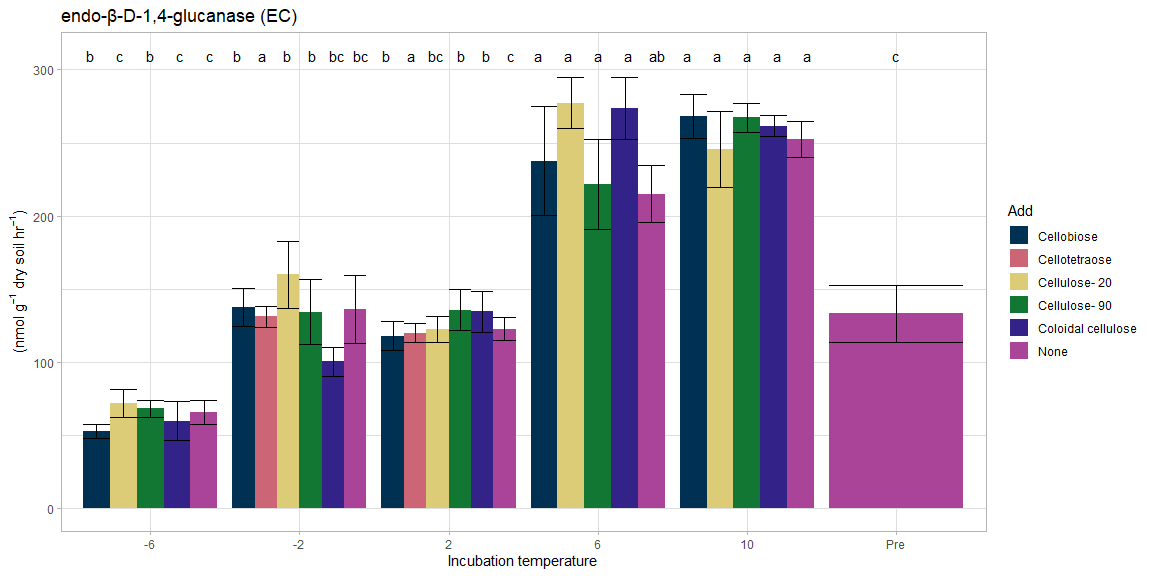 endo-β-D-1,4-glucanase (EC)
b c b c c b a b b bc bc b a bc b b c a a a a ab a a a a a c
300
200
100
0
(nmol g⁻¹ dry soil hr⁻¹)
-6 -2 2 6 10 Pre
Incubation temperature
Add
Cellobiose
Cellotetraose
Cellulose- 20
Cellulose- 90
Coloidal cellulose
None